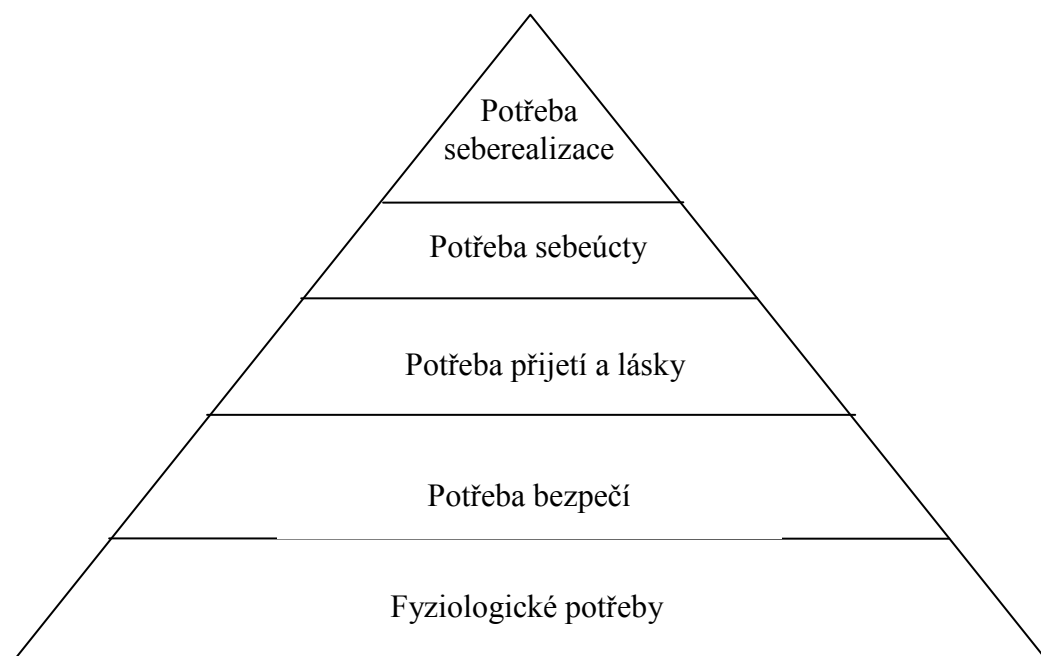 Potřeba
seberealizace
Potřeba sebeúcty
Potřeba přijetí a lásky
Potřeba bezpečí
Fyziologické potřeby